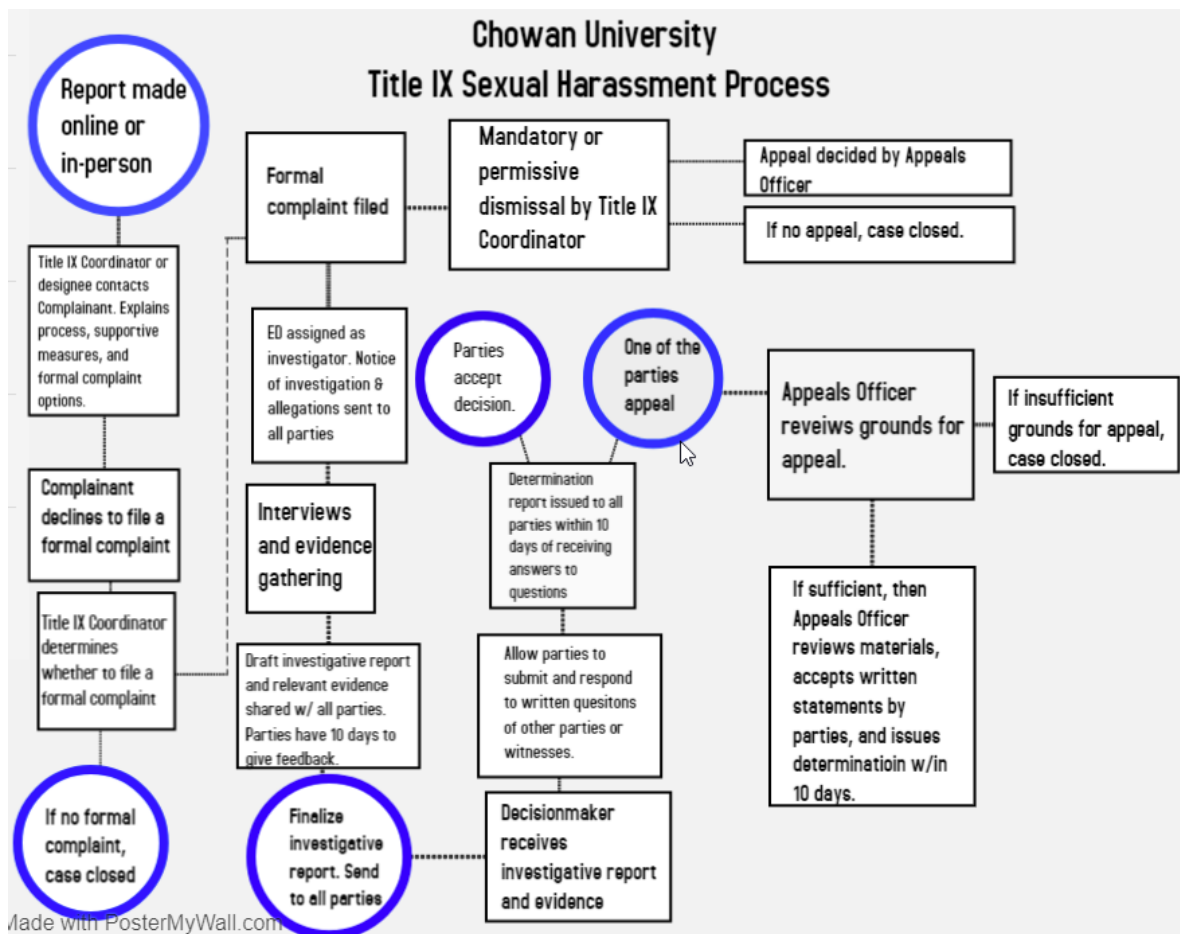 Chowan University
Title IX Sexual Harassment Process
Report made
online or
in-person
Title IX Coordinator or
designee contacts
Complainant. Explains
process, supportive
measures, and
formal complaint
options.
Complainant
declines to file a
formal complaint
Title IX Coordinator
determines
whether to file a
formal complaint
If no formal
complaint,
case closed
Formal
complaint filed
Mandatory or
permissive
dismissal by Title IX
Coordinator
Appeal decided by Appeals
Officer
If no appeal, case closed.
ED assigned as
investigator. Notice
of investigation &
allegations sent to
all parties
Interviews
and evidence
gathering
Draft investigative report
and relevant evidence
shared w/ all parties.
Parties have 10 days to
give feedback.
Finalize
investigative
report. Send
to all parties
Decisionmaker
receives
investigative report
and evidence
Allow parties to
submit and respond
to written quesitons
of other parties or
witnesses.
Determination
report issued to all
parties within 10
days of receiving
answers to
questions
Parties
accept
decision.
One of the
parties
appeal
Appeals Officer
reveiws grounds for
appeal.
If insufficient
grounds for appeal,
case closed.
If sufficient, then
Appeals Officer
reviews materials,
accepts written
statements by
parties, and issues
determinatioin w/in
10 days.
Made with PosterMyWall.com